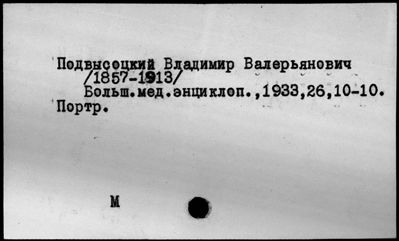 Подвысоцкий Владимир Валерьянович
/1857-1913/
Больш.мед.энциклоп.,1933,26,10-10.
Портр.
М